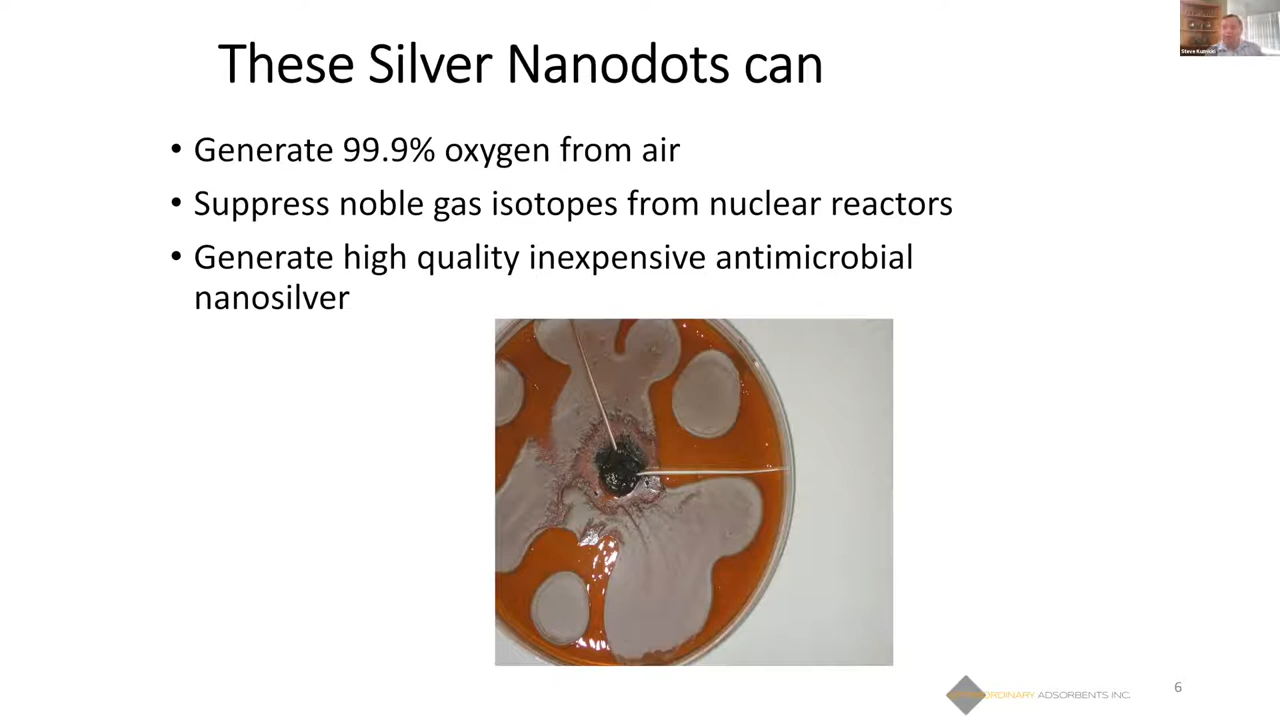 These Silver Nanodots can
• Generate 99.9% oxygen from air
• Suppress noble gas isotopes from nuclear reactors
• Generate high quality inexpensive antimicrobial
nanosilver
ORDINARY ADSORBENTS INC.
6